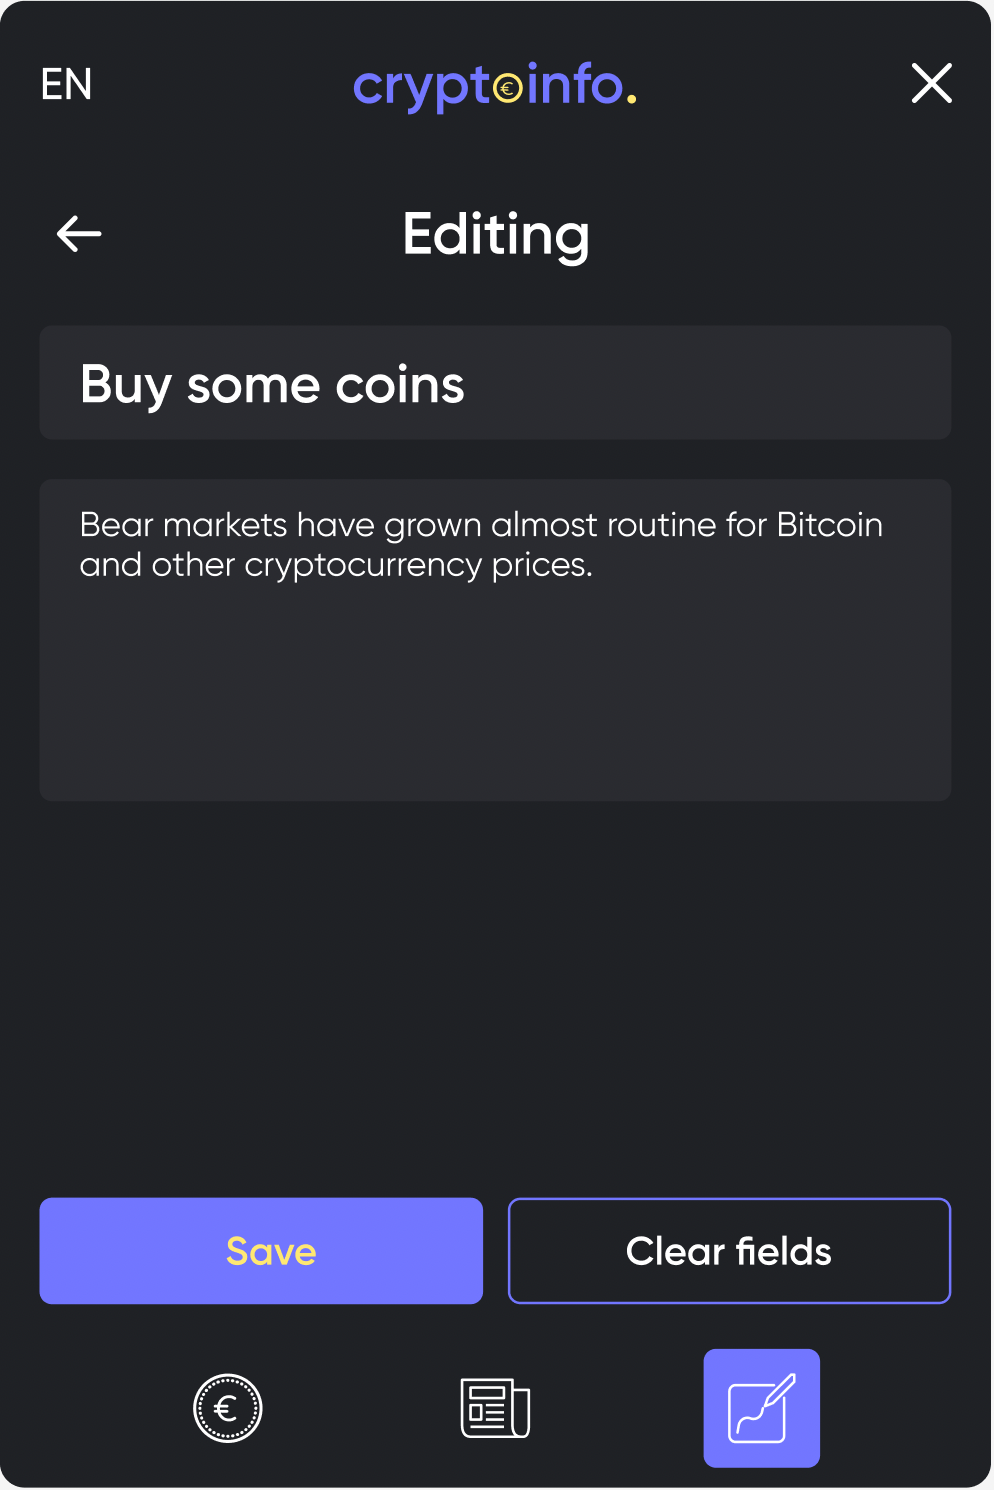 EN
cryptoinfo.
Editing
Buy some coins
Bear markets have grown almost routine for Bitcoin
and other cryptocurrency prices.
Save
Clear fields
€